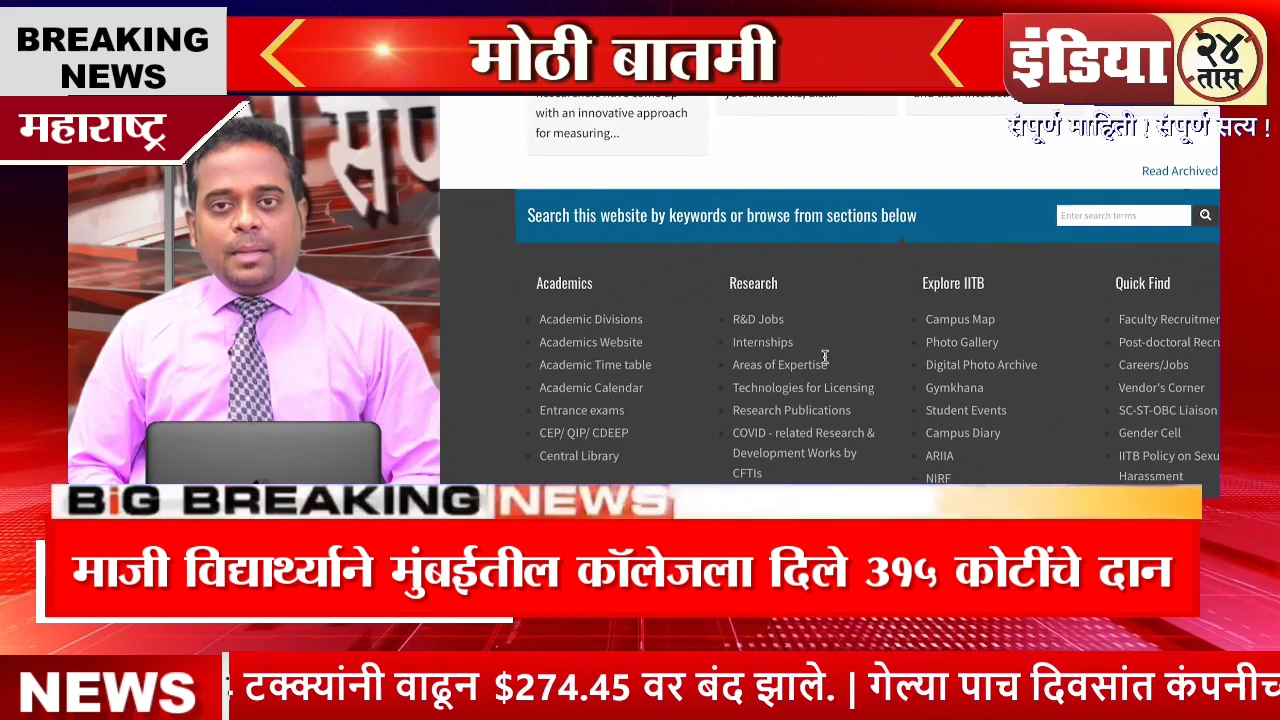 BREAKING
NEWS
मोठी बातमी
इंडिया
२४
तास
महाराष्ट्र
संपूर्ण माहिती ! संपूर्ण सत्य !
with an innovative approach
for measuring...
Read Archived
Search this website by keywords or browse from sections below
Enter search terms
Academics
Academic Divisions
Academics Website
Academic Time table
Academic Calendar
Entrance exams
CEP/ QIP/ CDEEP
Central Library
Research
R&D Jobs
Internships
Areas of Expertise
Technologies for Licensing
Research Publications
COVID - related Research &
Development Works by
CFTIs
Explore IITB
Campus Map
Photo Gallery
Digital Photo Archive
Gymkhana
Student Events
Campus Diary
ARIIA
NIRF
Quick Find
Faculty Recruitmen
Post-doctoral Recru
Careers/Jobs
Vendor's Corner
SC-ST-OBC Liaison
Gender Cell
IITB Policy on Sexu
Harassment
BiG BREAKING NEWS
माजी विद्यार्थ्याने मुंबईतील कॉलेजला दिले ३१५ कोटींचे दान
NEWS
टक्क्यांनी वाढून $274.45 वर बंद झाले. | गेल्या पाच दिवसांत कंपनीच